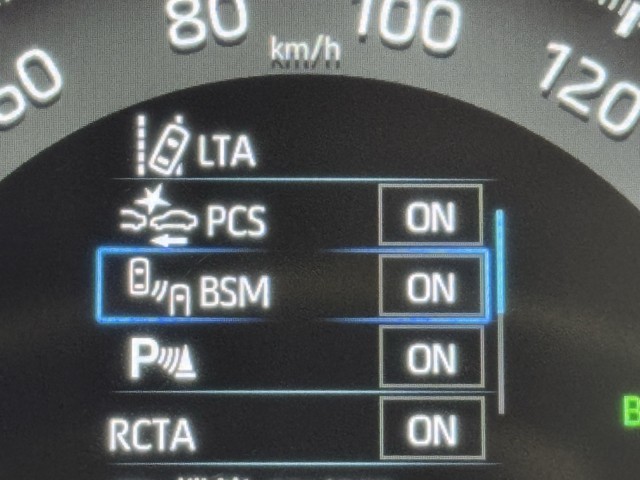 80
100
km/h
120
LTA
PCS ON
BSM ON
P ON
RCTA ON